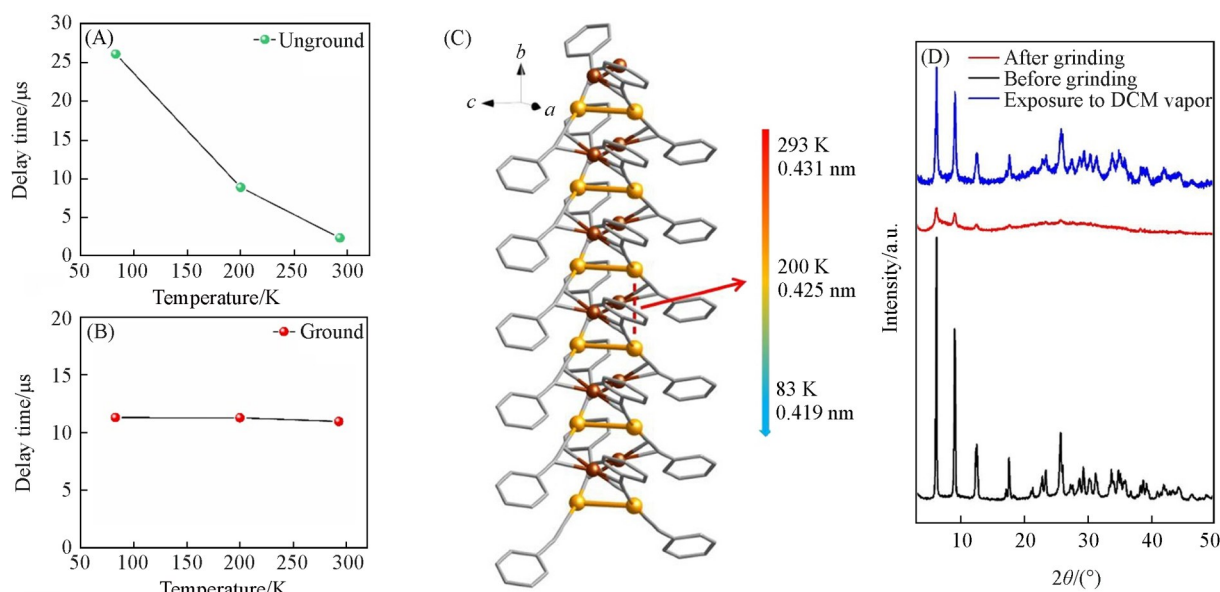 (A)
Unground
30
25
20
15
10
5
0
Delay time/μs
50 100 150 200 250 300
Temperature/K
(B)
Ground
20
15
10
5
0
Delay time/μs
50 100 150 200 250 300
Temperature/K
(C)
b
c
a
293 K
0.431 nm
200 K
0.425 nm
83 K
0.419 nm
(D)
After grinding
Before grinding
Exposure to DCM vapor
Intensity/a.u.
10 20 30 40 50
2θ/(°)